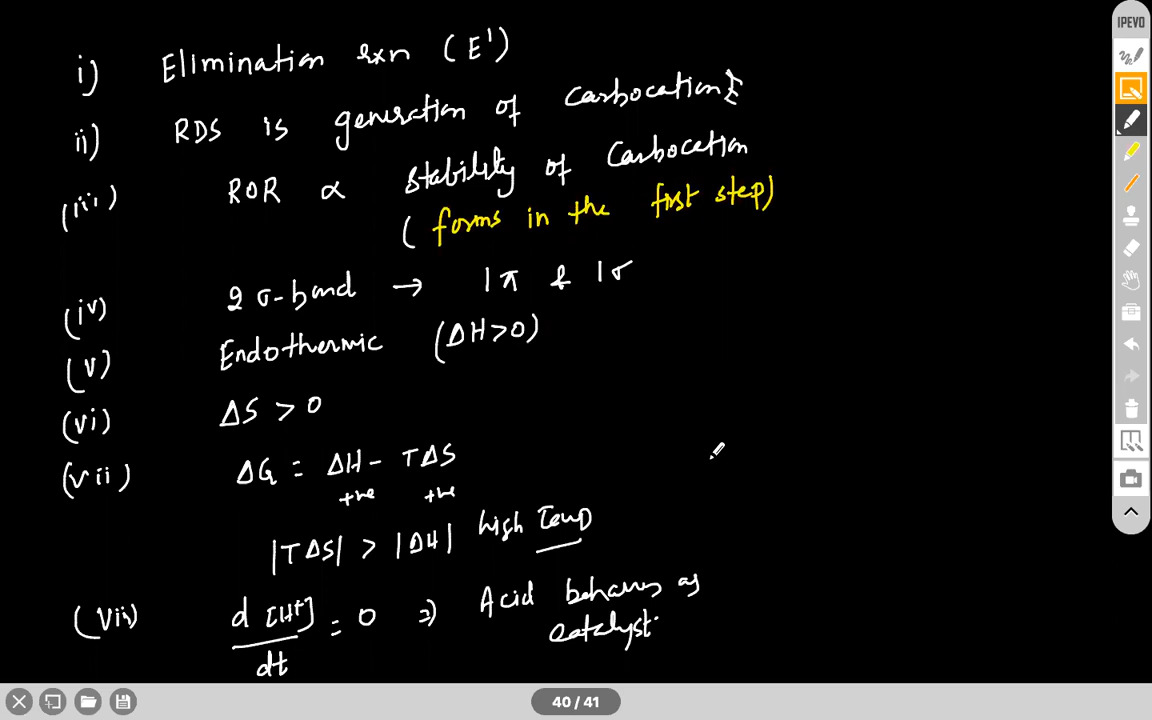 IPEVO
i) Elimination rxn (E')
ii) RDS is generation of carbocation
(iii) ROR ∝ stability of carbocation
( forms in the first step)
(iv) 2 σ-bond → 1π & 1σ
(v) Endothermic (ΔH>0)
(vi) ΔS > 0
(vii) ΔG = ΔH - TΔS
+ve +ve
|TΔS| > |ΔH| high Temp
(vii) d[H⁺]/dt = 0 ⇒ Acid behaves as
catalyst.
40 / 41